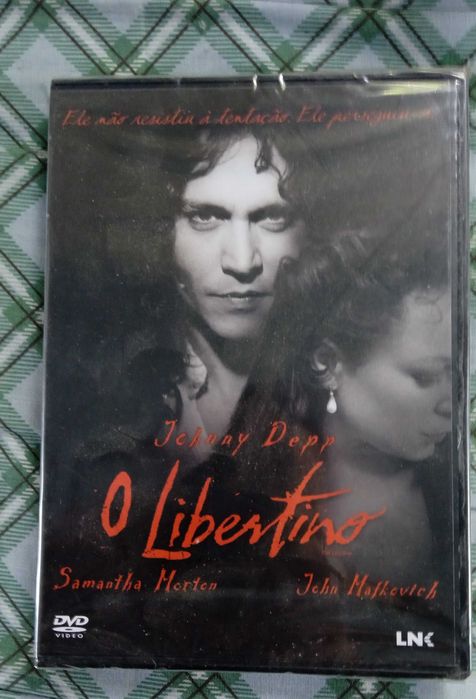 Ele não resistiu à tentação. Ele perseguiu-a.
Johnny Depp
O Libertino
Samantha Morton
John Malkovich
DVD
VIDEO
LNK